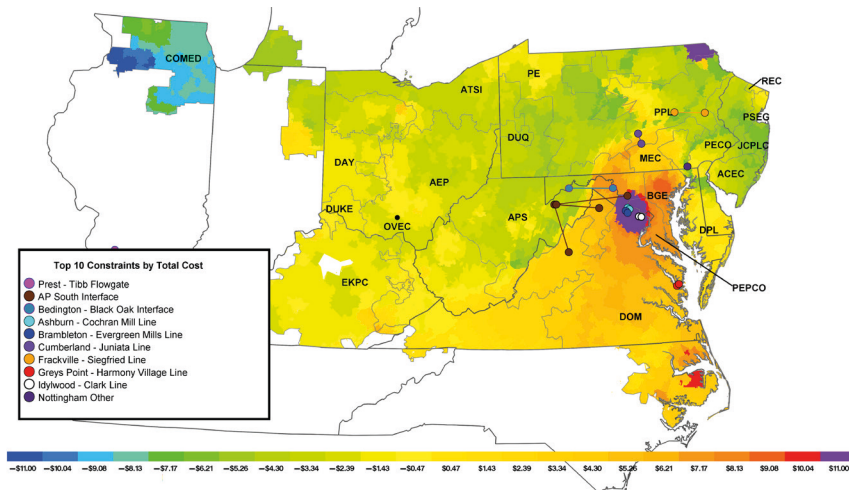 COMED
ATSI
PE
REC
PPL
PSEG
DUQ
PECO
JCPLC
MEC
DAY
ACEC
AEP
BGE
DUKE
APS
OVEC
DPL
EKPC
PEPCO
DOM
Top 10 Constraints by Total Cost
Prest - Tibb Flowgate
AP South Interface
Bedington - Black Oak Interface
Ashburn - Cochran Mill Line
Brambleton - Evergreen Mills Line
Cumberland - Juniata Line
Frackville - Siegfried Line
Greys Point - Harmony Village Line
Idylwood - Clark Line
Nottingham Other
–$11.00 –$10.04 –$9.08 –$8.13 –$7.17 –$6.21 –$5.26 –$4.30 –$3.34 –$2.39 –$1.43 –$0.47 $0.47 $1.43 $2.39 $3.34 $4.30 $5.26 $6.21 $7.17 $8.13 $9.08 $10.04 $11.00